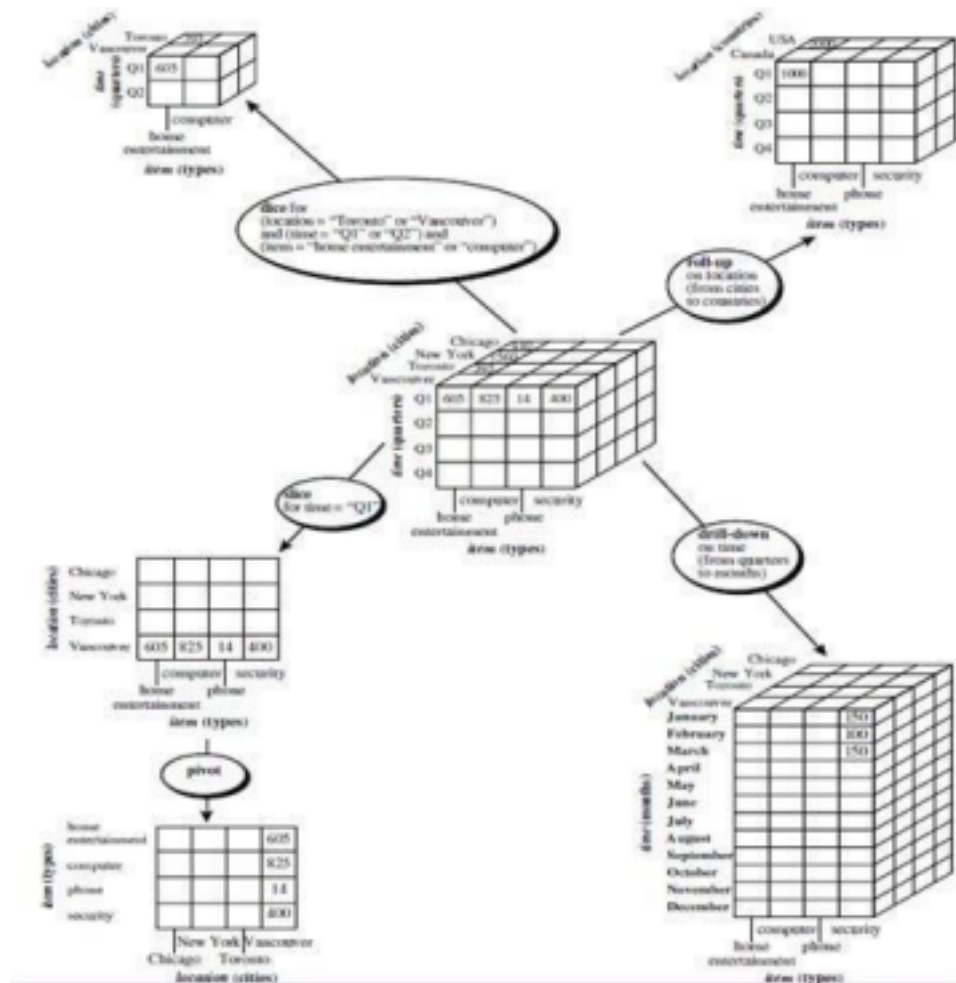 location (cities)
Toronto 395
Vancouver
Q1 605
Q2
time (quarters)
computer
home
entertainment
item (types)
location (countries)
USA 2000
Canada
Q1 1000
Q2
Q3
Q4
time (quarters)
computer security
home phone
entertainment
item (types)
dice for
(location = "Toronto" or "Vancouver")
and (time = "Q1" or "Q2") and
(item = "home entertainment" or "computer")
roll-up
on location
(from cities
to countries)
location (cities)
Chicago 440
New York 1560
Toronto 395
Vancouver
Q1 605 825 14 400
Q2
Q3
Q4
time (quarters)
computer security
home phone
entertainment
item (types)
slice
for time = "Q1"
drill-down
on time
(from quarters
to months)
location (cities)
Chicago
New York
Toronto
Vancouver 605 825 14 400
computer security
home phone
entertainment
item (types)
pivot
item (types)
home
entertainment 605
computer 825
phone 14
security 400
New York Vancouver
Chicago Toronto
location (cities)
location (cities)
Chicago
New York
Toronto
Vancouver
January 150
February 100
March 150
April
May
June
July
August
September
October
November
December
time (months)
computer security
home phone
entertainment
item (types)